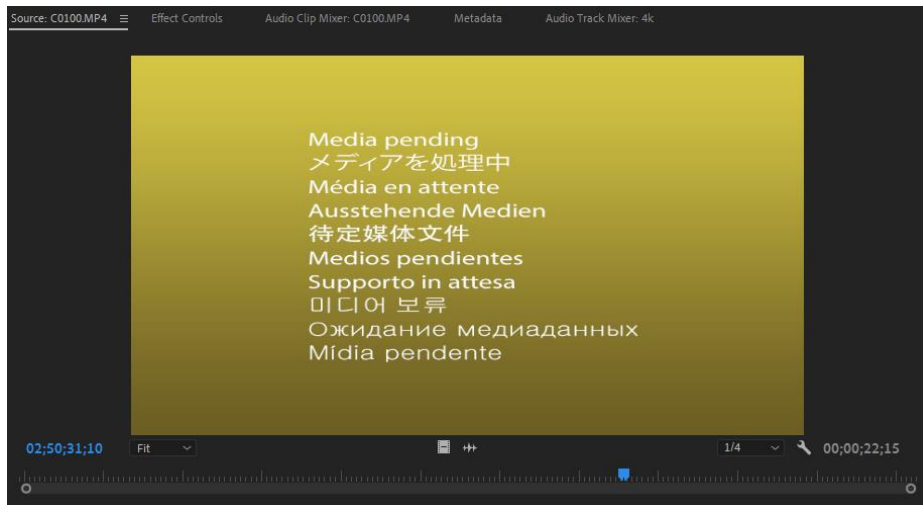 Source: C0100.MP4 Effect Controls Audio Clip Mixer: C0100.MP4 Metadata Audio Track Mixer: 4k
Media pending
メディアを処理中
Média en attente
Ausstehende Medien
待定媒体文件
Medios pendientes
Supporto in attesa
미디어 보류
Ожидание медиаданных
Mídia pendente
02;50;31;10 Fit 1/4 00;00;22;15